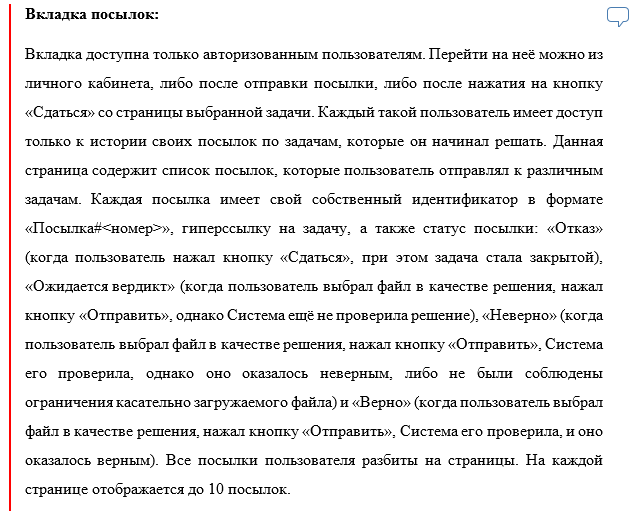 Вкладка посылок:
Вкладка доступна только авторизованным пользователям. Перейти на неё можно из
личного кабинета, либо после отправки посылки, либо после нажатия на кнопку
«Сдаться» со страницы выбранной задачи. Каждый такой пользователь имеет доступ
только к истории своих посылок по задачам, которые он начинал решать. Данная
страница содержит список посылок, которые пользователь отправлял к различным
задачам. Каждая посылка имеет свой собственный идентификатор в формате
«Посылка#<номер>», гиперссылку на задачу, а также статус посылки: «Отказ»
(когда пользователь нажал кнопку «Сдаться», при этом задача стала закрытой),
«Ожидается вердикт» (когда пользователь выбрал файл в качестве решения, нажал
кнопку «Отправить», однако Система ещё не проверила решение), «Неверно» (когда
пользователь выбрал файл в качестве решения, нажал кнопку «Отправить», Система
его проверила, однако оно оказалось неверным, либо не были соблюдены
ограничения касательно загружаемого файла) и «Верно» (когда пользователь выбрал
файл в качестве решения, нажал кнопку «Отправить», Система его проверила, и оно
оказалось верным). Все посылки пользователя разбиты на страницы. На каждой
странице отображается до 10 посылок.